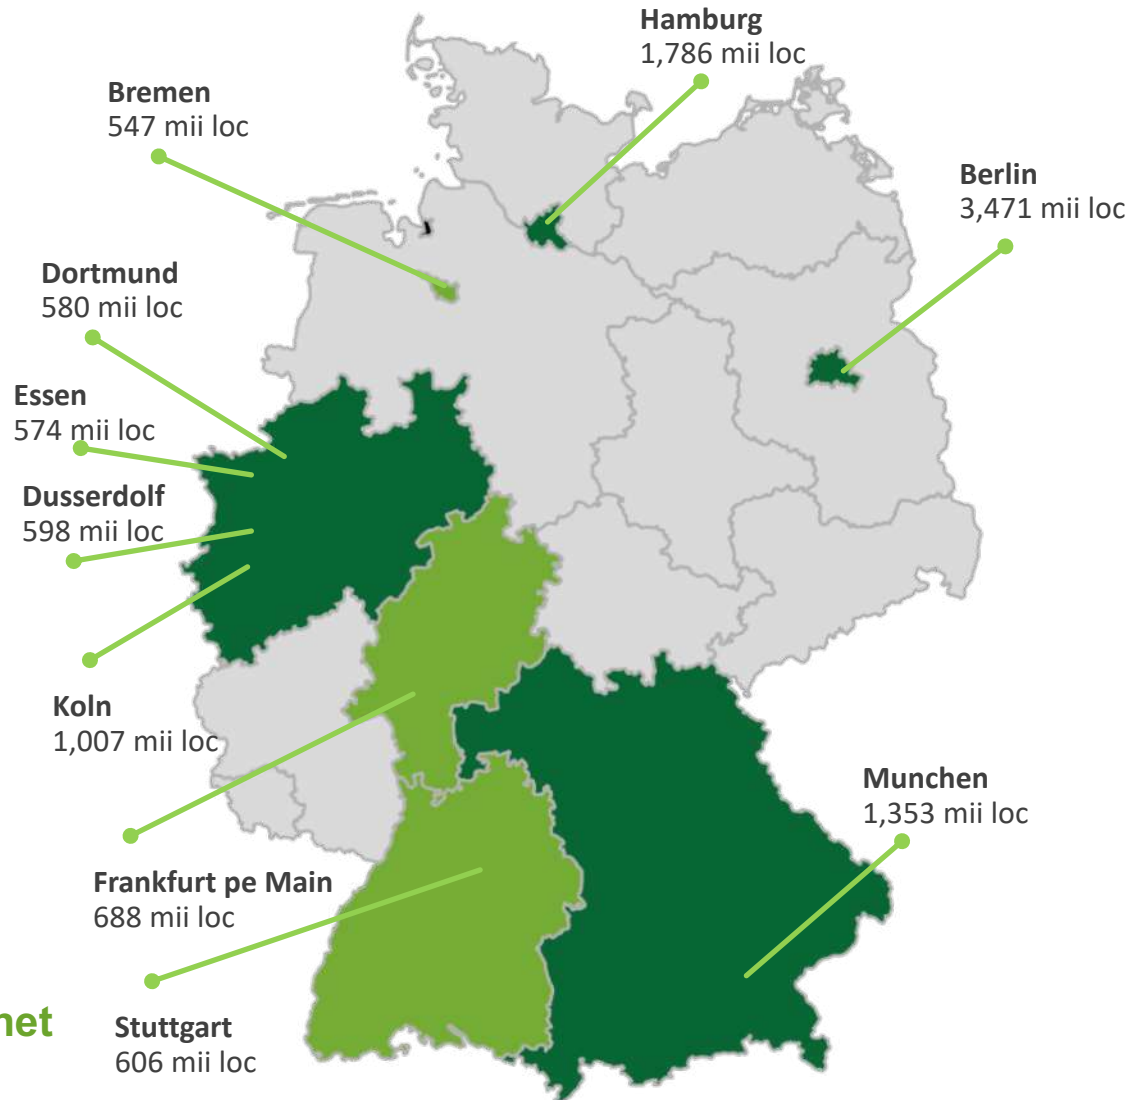 Hamburg
1,786 mii loc
Bremen
547 mii loc
Berlin
3,471 mii loc
Dortmund
580 mii loc
Essen
574 mii loc
Dusserdolf
598 mii loc
Koln
1,007 mii loc
Munchen
1,353 mii loc
Frankfurt pe Main
688 mii loc
Stuttgart
606 mii loc